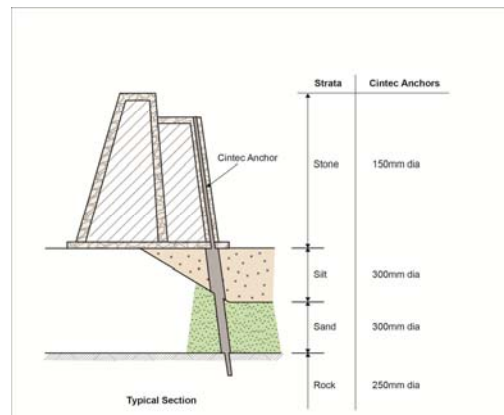 Strata Cintec Anchors
Cintec Anchor
Stone 150mm dia
Silt 300mm dia
Sand 300mm dia
Rock 250mm dia
Typical Section